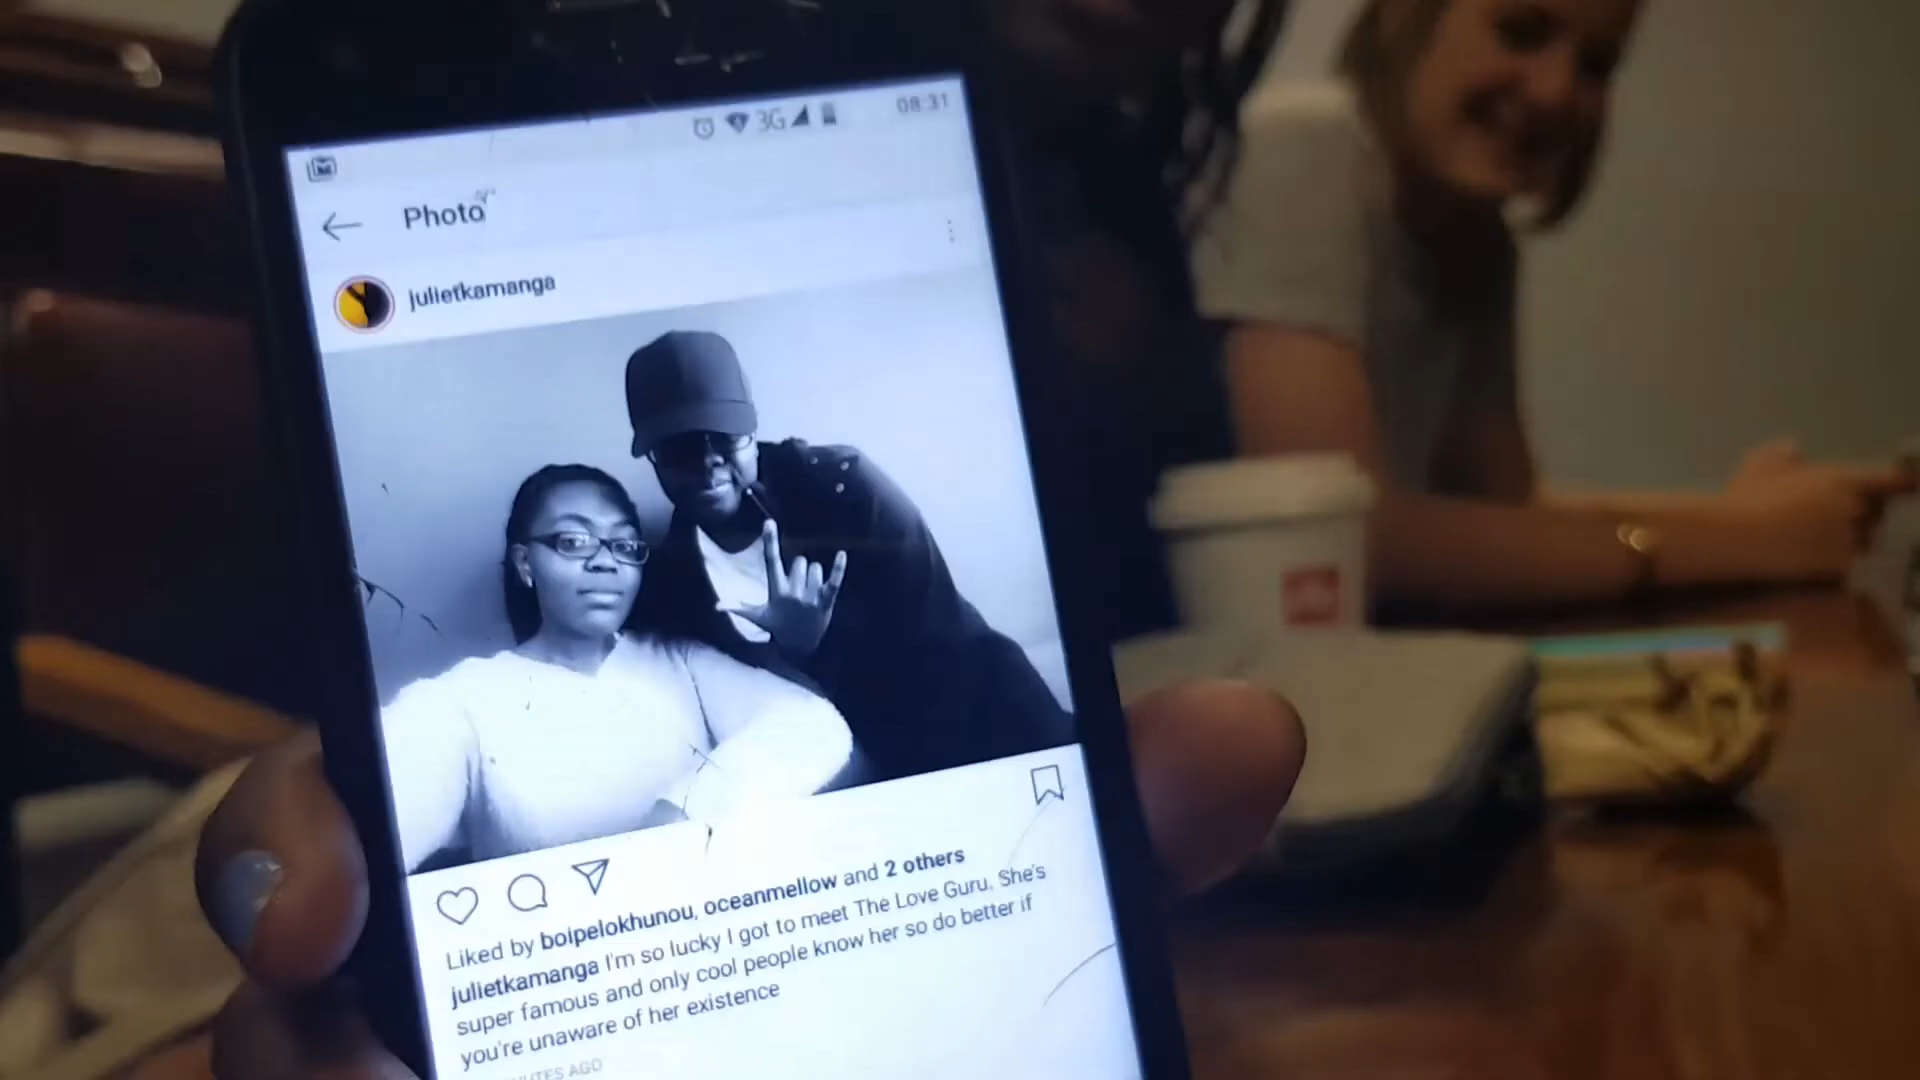 3G 08:31
Photo
julietkamanga
Liked by boipelokhunou, oceanmellow and 2 others
julietkamanga I'm so lucky I got to meet The Love Guru. She's
super famous and only cool people know her so do better if
you're unaware of her existence
AGO